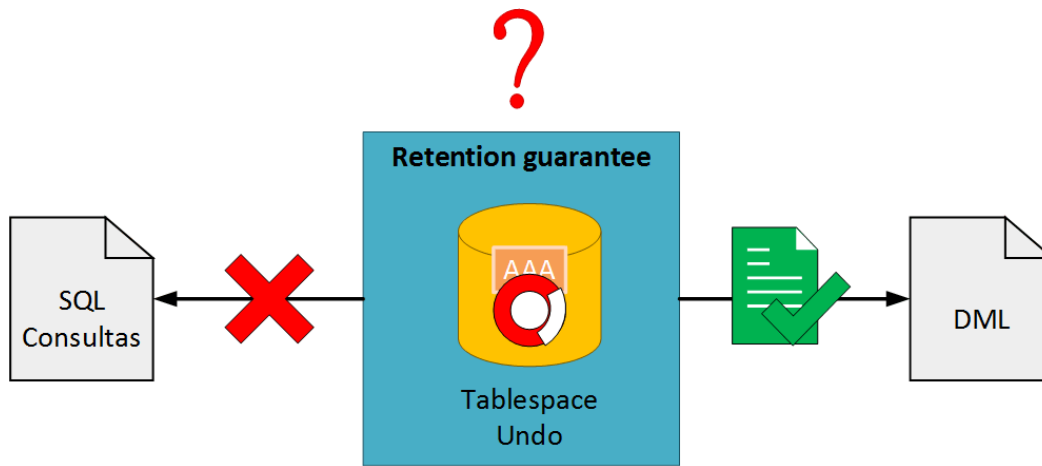 ?
Retention guarantee
AAA
SQL
Consultas
Tablespace
Undo
DML